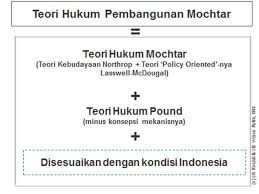 Teori Hukum Pembangunan Mochtar
=
Teori Hukum Mochtar
(Teori Kebudayaan Northrop + Teori 'Policy Oriented'-nya
Lasswell-McDougal)
+
Teori Hukum Pound
(minus konsepsi mekanisnya)
+
Disesuaikan dengan kondisi Indonesia